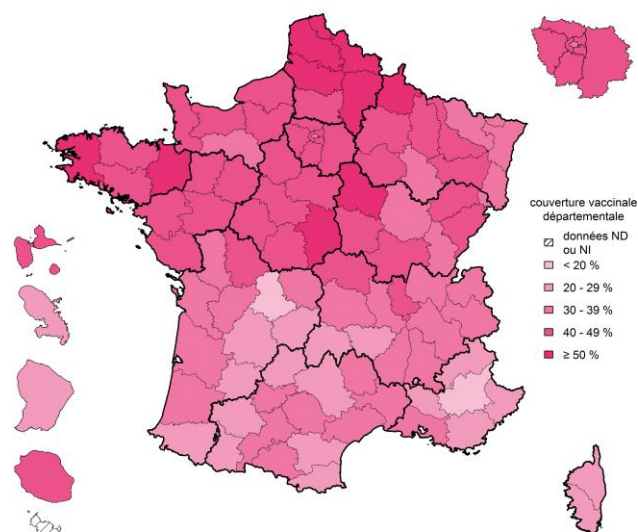 couverture vaccinale
départementale
données ND
ou NI
< 20 %
20 - 29 %
30 - 39 %
40 - 49 %
≥ 50 %